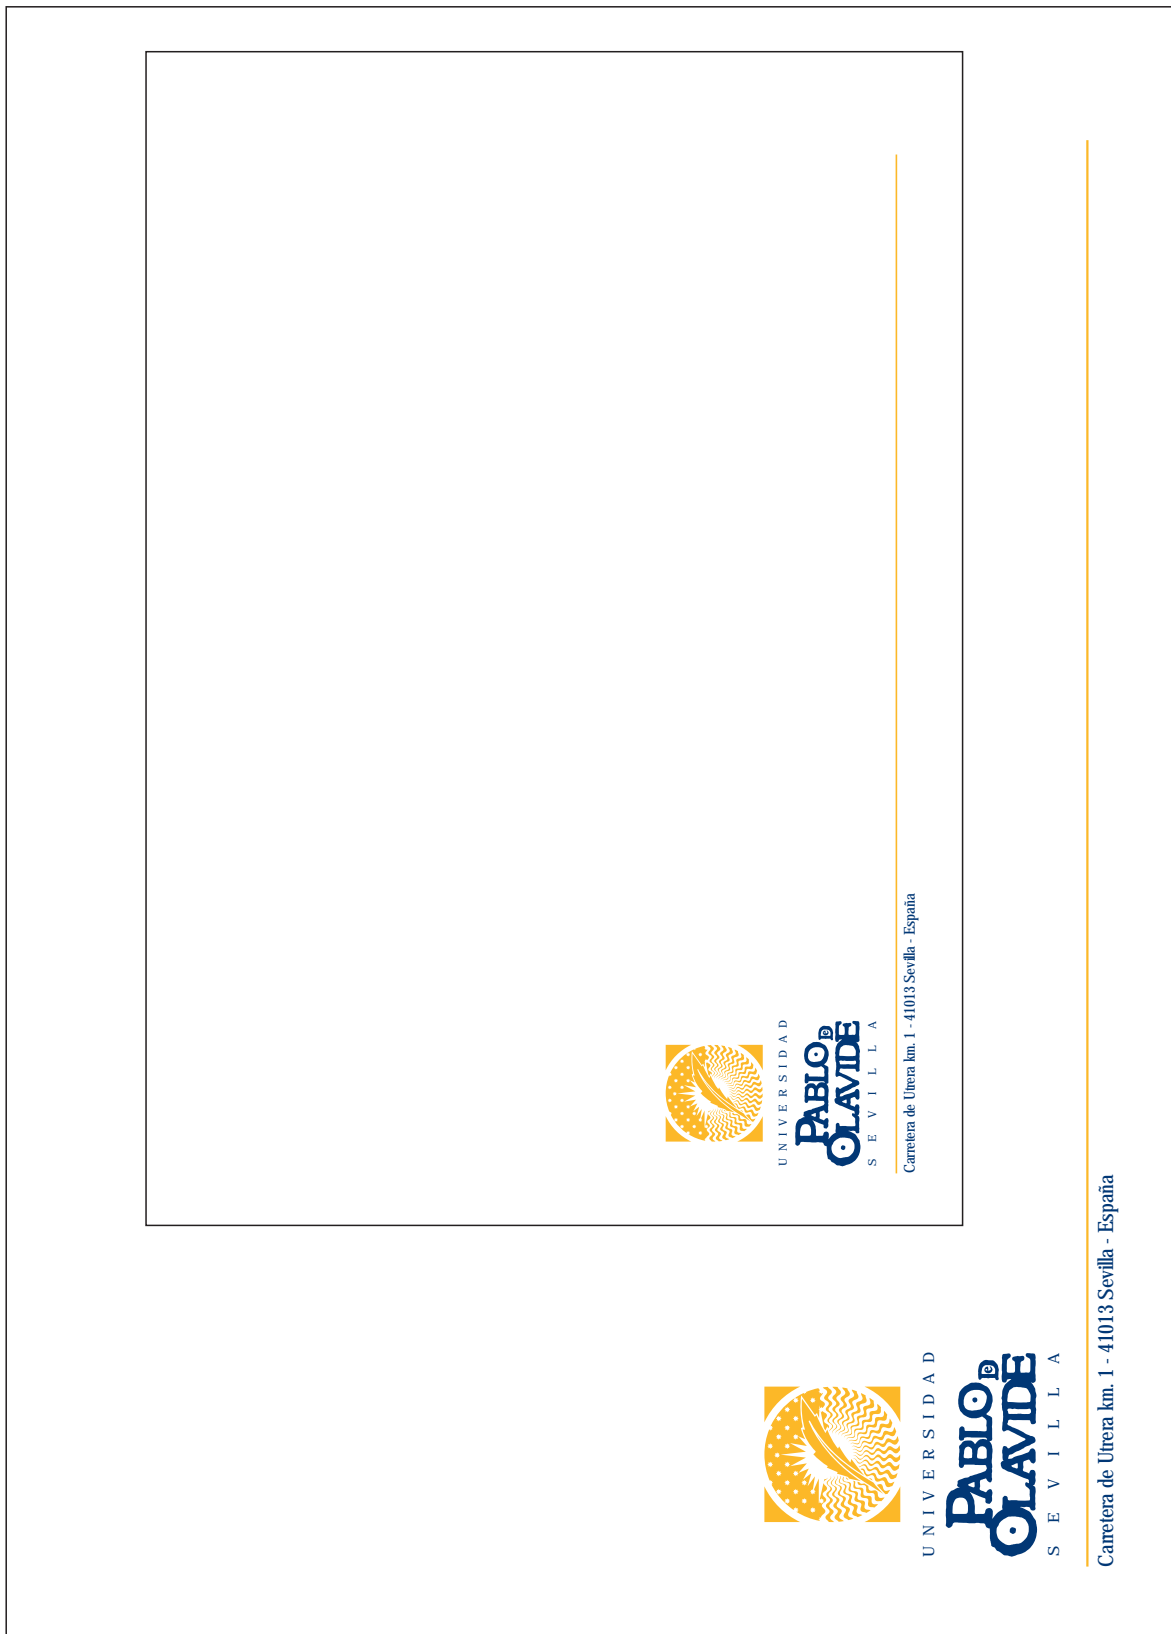 UNIVERSIDAD
PABLO DE
OLAVIDE
SEVILLA
Carretera de Utrera km. 1 - 41013 Sevilla - España
UNIVERSIDAD
PABLO DE
OLAVIDE
SEVILLA
Carretera de Utrera km. 1 - 41013 Sevilla - España